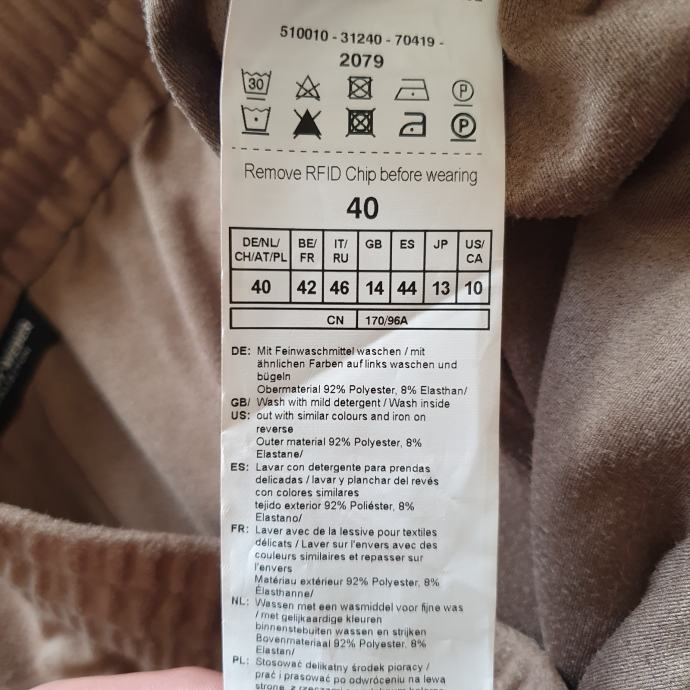 510010 - 31240 - 70419 -
2079
30
P
P
Remove RFID Chip before wearing
40
DE/NL/ CH/AT/PL BE/ FR IT/ RU GB ES JP US/ CA
40 42 46 14 44 13 10
CN 170/96A
DE: Mit Feinwaschmittel waschen / mit
ähnlichen Farben auf links waschen und
bügeln
Obermaterial 92% Polyester, 8% Elasthan/
GB/ Wash with mild detergent / Wash inside
US: out with similar colours and iron on
reverse
Outer material 92% Polyester, 8%
Elastane/
ES: Lavar con detergente para prendas
delicadas / lavar y planchar del revés
con colores similares
tejido exterior 92% Poliéster, 8%
Elastano/
FR: Laver avec de la lessive pour textiles
délicats / Laver sur l'envers avec des
couleurs similaires et repasser sur
l'envers
Matériau extérieur 92% Polyester, 8%
Élasthanne/
NL: Wassen met een wasmiddel voor fijne was
/ met gelijkaardige kleuren
binnenstebuiten wassen en strijken
Bovenmateriaal 92% Polyester, 8%
Elastan/
PL: Stosować delikatny środek piorący /
prać i prasować po odwróceniu na lewą
stronę, z